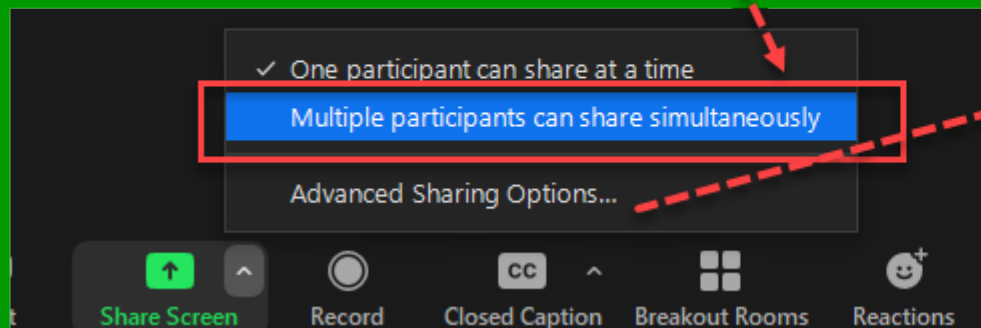 One participant can share at a time
Multiple participants can share simultaneously
Advanced Sharing Options...
CC
t Share Screen Record Closed Caption Breakout Rooms Reactions